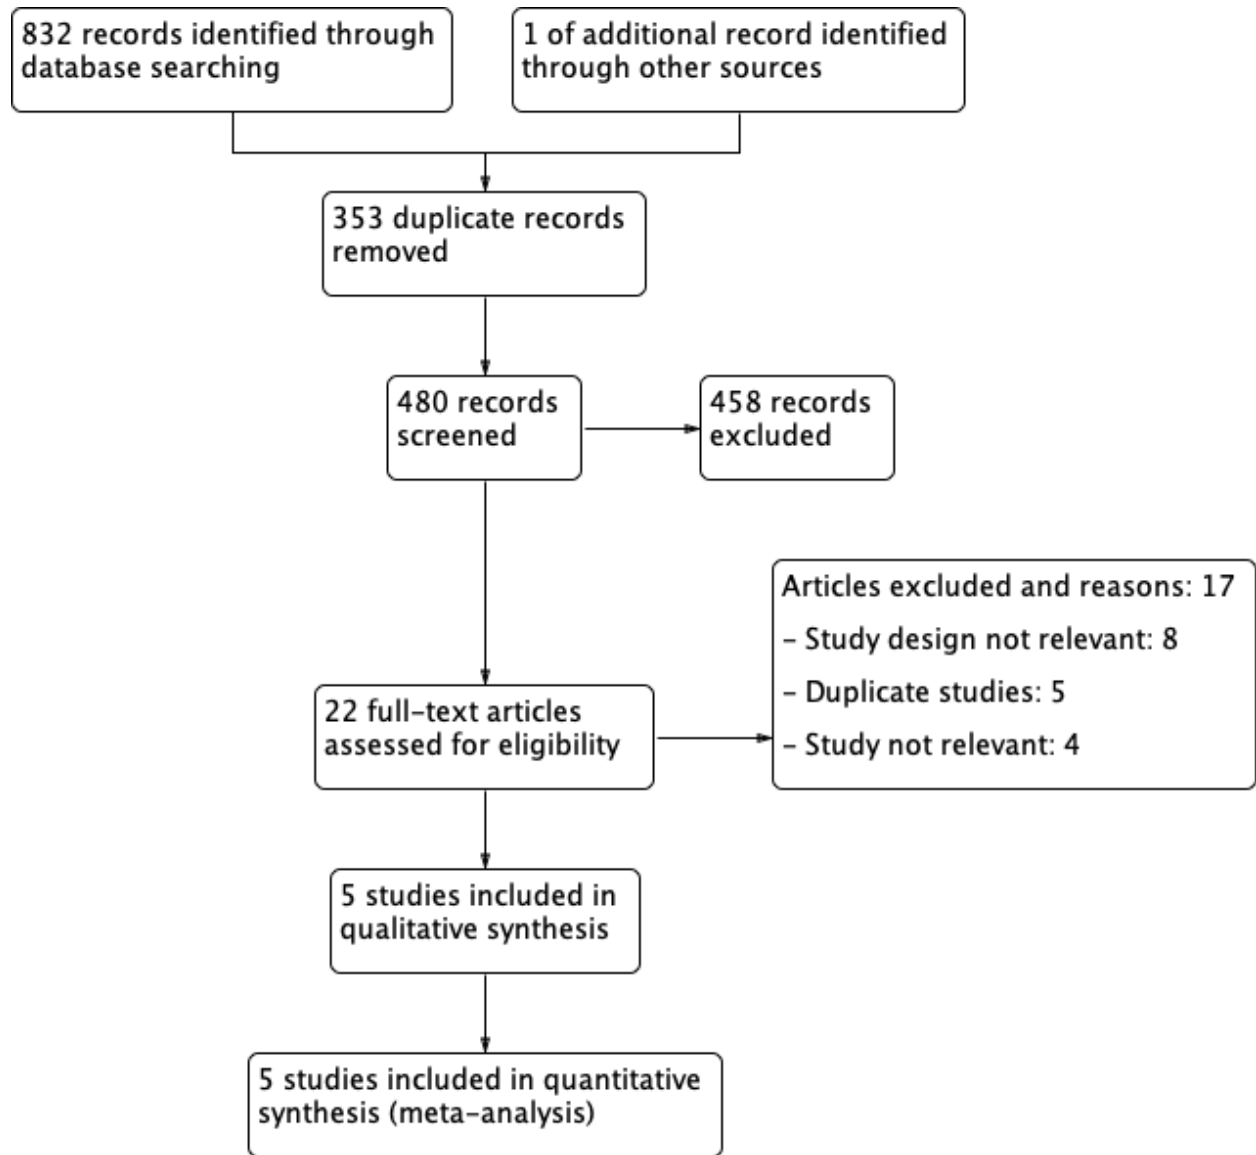 832 records identified through
database searching
1 of additional record identified
through other sources
353 duplicate records
removed
480 records
screened
458 records
excluded
22 full-text articles
assessed for eligibility
Articles excluded and reasons: 17
– Study design not relevant: 8
– Duplicate studies: 5
– Study not relevant: 4
5 studies included in
qualitative synthesis
5 studies included in quantitative
synthesis (meta-analysis)